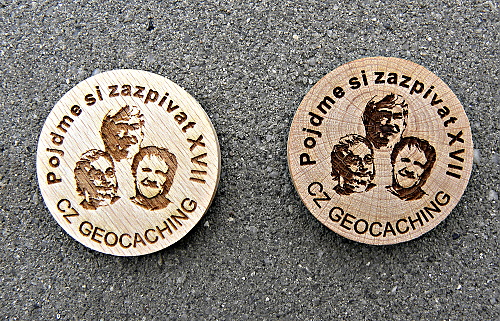 Pojdme si zazpivat XVII
CZ GEOCACHING
Pojdme si zazpivat XVII
CZ GEOCACHING